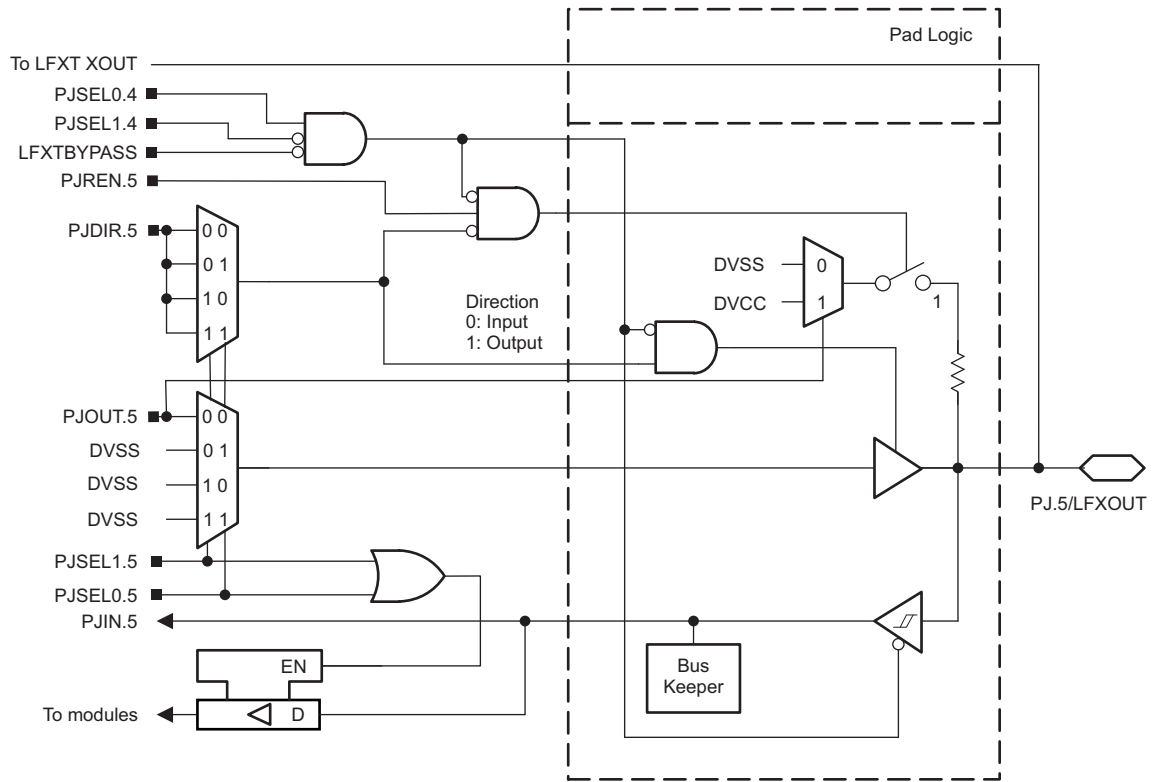 Pad Logic
To LFXT XOUT
PJSEL0.4
PJSEL1.4
LFXTBYPASS
PJREN.5
PJDIR.5
0 0
0 1
1 0
1 1
Direction
0: Input
1: Output
DVSS
0
DVCC
1
1
PJOUT.5
0 0
DVSS
0 1
DVSS
1 0
DVSS
1 1
PJ.5/LFXOUT
PJSEL1.5
PJSEL0.5
PJIN.5
EN
D
To modules
Bus
Keeper